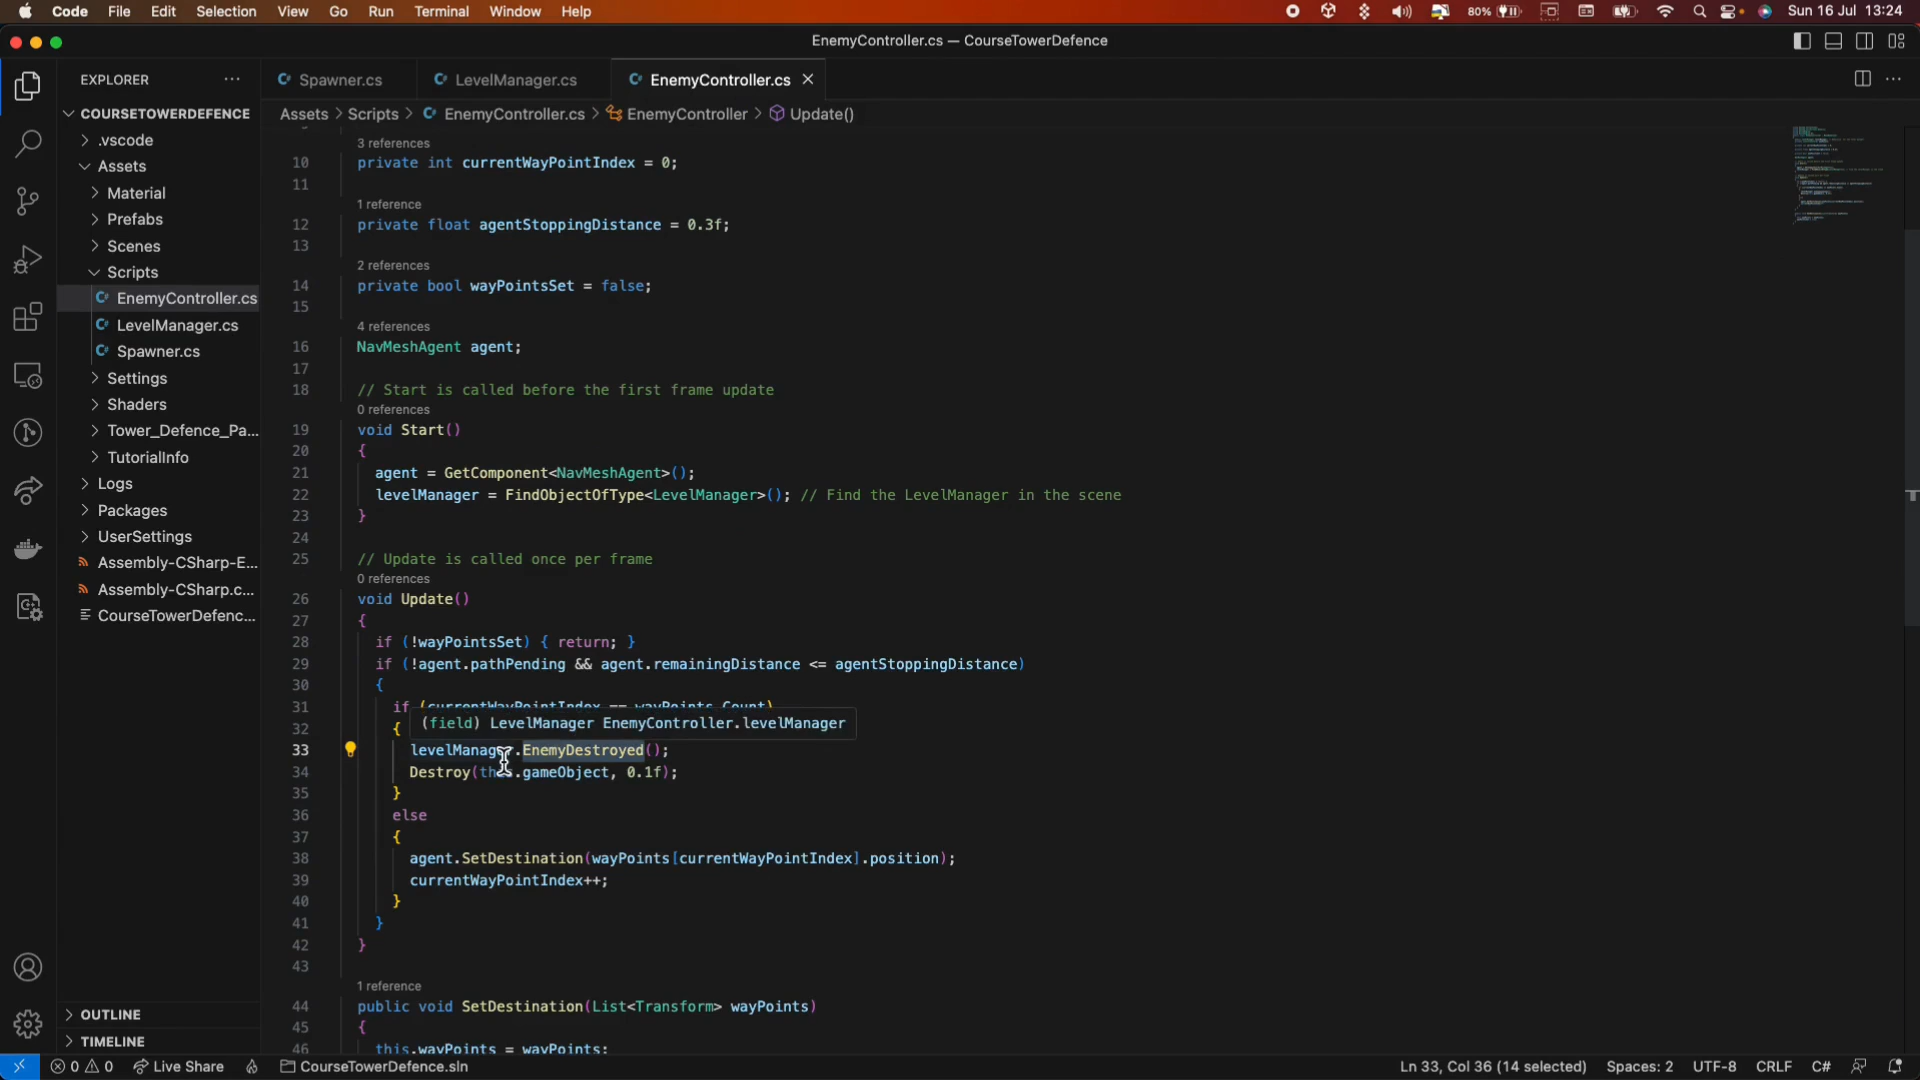 Code File Edit Selection View Go Run Terminal Window Help 80% Sun 16 Jul 13:24
EnemyController.cs — CourseTowerDefence
EXPLORER
COURSETOWERDEFENCE
.vscode
Assets
Material
Prefabs
Scenes
Scripts
EnemyController.cs
LevelManager.cs
Spawner.cs
Settings
Shaders
Tower_Defence_Pa...
TutorialInfo
Logs
Packages
UserSettings
Assembly-CSharp-E...
Assembly-CSharp.c...
CourseTowerDefenc...
OUTLINE
TIMELINE
Spawner.cs LevelManager.cs EnemyController.cs
Assets > Scripts > EnemyController.cs > EnemyController > Update()
3 references
10 private int currentWayPointIndex = 0;
11
1 reference
12 private float agentStoppingDistance = 0.3f;
13
2 references
14 private bool wayPointsSet = false;
15
4 references
16 NavMeshAgent agent;
17
18 // Start is called before the first frame update
0 references
19 void Start()
20 {
21 agent = GetComponent<NavMeshAgent>();
22 levelManager = FindObjectOfType<LevelManager>(); // Find the LevelManager in the scene
23 }
24
25 // Update is called once per frame
0 references
26 void Update()
27 {
28 if (!wayPointsSet) { return; }
29 if (!agent.pathPending && agent.remainingDistance <= agentStoppingDistance)
30 {
31 if (currentWayPointIndex == wayPoints.Count)
(field) LevelManager EnemyController.levelManager
32 {
33 levelManager.EnemyDestroyed();
34 Destroy(this.gameObject, 0.1f);
35 }
36 else
37 {
38 agent.SetDestination(wayPoints[currentWayPointIndex].position);
39 currentWayPointIndex++;
40 }
41 }
42 }
43
1 reference
44 public void SetDestination(List<Transform> wayPoints)
45 {
46 this.wayPoints = wayPoints;
0 0 Live Share CourseTowerDefence.sln Ln 33, Col 36 (14 selected) Spaces: 2 UTF-8 CRLF C#